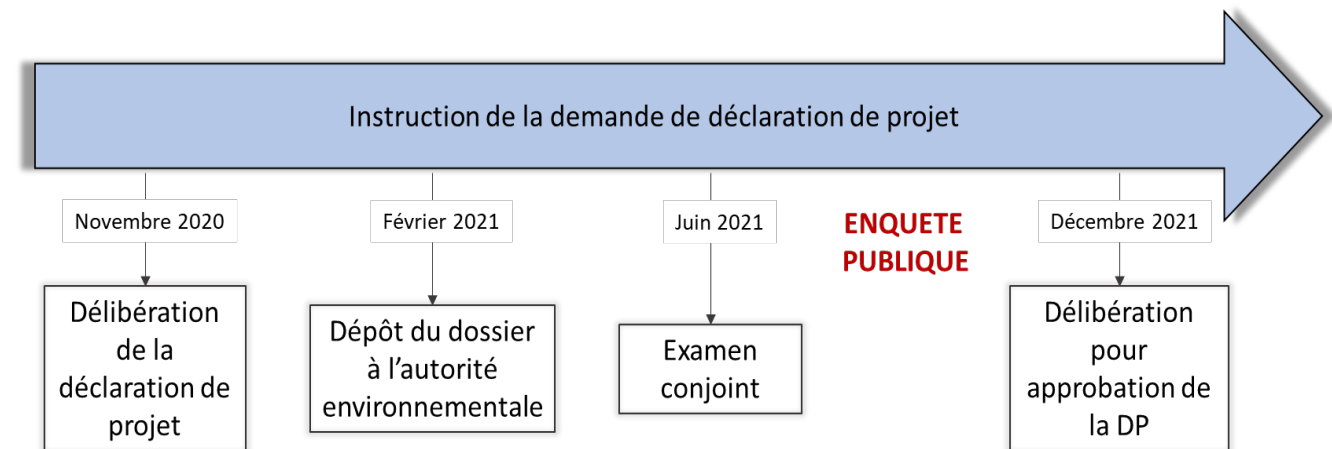 Instruction de la demande de déclaration de projet
Novembre 2020
Février 2021
Juin 2021
ENQUETE
PUBLIQUE
Décembre 2021
Délibération
de la
déclaration de
projet
Dépôt du dossier
à l’autorité
environnementale
Examen
conjoint
Délibération
pour
approbation de
la DP